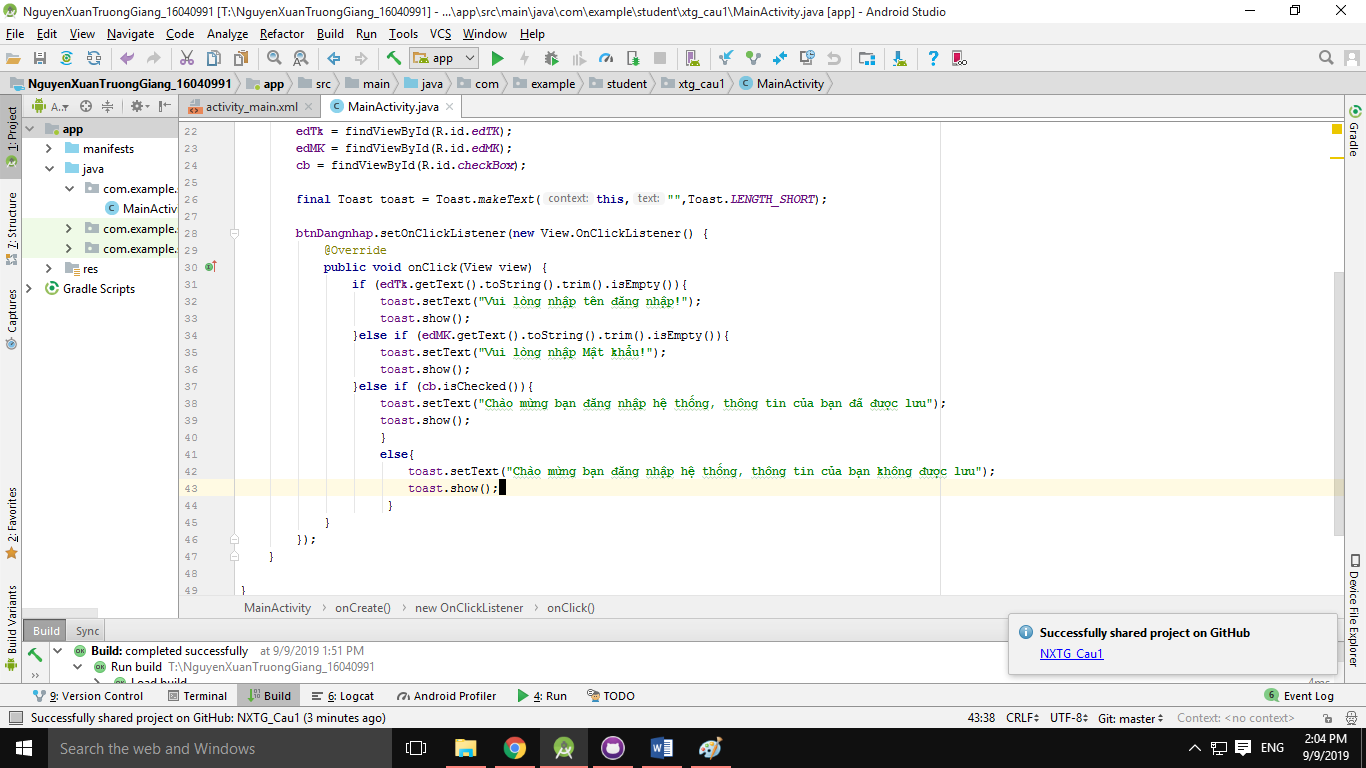 NguyenXuanTruongGiang_16040991 [T:\NguyenXuanTruongGiang_16040991] - ...\app\src\main\java\com\example\student\xtg_cau1\MainActivity.java [app] - Android Studio
File Edit View Navigate Code Analyze Refactor Build Run Tools VCS Window Help
app
NguyenXuanTruongGiang_16040991 app src main java com example student xtg_cau1 MainActivity
A..
activity_main.xml
MainActivity.java
1: Project
Z: Structure
Captures
2: Favorites
Build Variants
app
manifests
java
com.example.
MainActiv
com.example.
com.example.
res
Gradle Scripts
22 edTk = findViewById(R.id.edTK);
23 edMK = findViewById(R.id.edMK);
24 cb = findViewById(R.id.checkBox);
25
26 final Toast toast = Toast.makeText( context: this, text: "",Toast.LENGTH_SHORT);
27
28 btnDangnhap.setOnClickListener(new View.OnClickListener() {
29 @Override
30 public void onClick(View view) {
31 if (edTk.getText().toString().trim().isEmpty()){
32 toast.setText("Vui lòng nhập tên đăng nhập!");
33 toast.show();
34 }else if (edMK.getText().toString().trim().isEmpty()){
35 toast.setText("Vui lòng nhập Mật khẩu!");
36 toast.show();
37 }else if (cb.isChecked()){
38 toast.setText("Chào mừng bạn đăng nhập hệ thống, thông tin của bạn đã được lưu");
39 toast.show();
40 }
41 else{
42 toast.setText("Chào mừng bạn đăng nhập hệ thống, thông tin của bạn không được lưu");
43 toast.show();
44 }
45 }
46 });
47 }
48
49 }
MainActivity onCreate() new OnClickListener onClick()
Gradle
Device File Explorer
Build Sync
Build: completed successfully at 9/9/2019 1:51 PM
Run build T:\NguyenXuanTruongGiang_16040991
Load build
4ms
Successfully shared project on GitHub
NXTG_Cau1
9: Version Control Terminal Build 6: Logcat Android Profiler 4: Run TODO 6 Event Log
Successfully shared project on GitHub: NXTG_Cau1 (3 minutes ago) 43:38 CRLF UTF-8 Git: master Context: <no context>
Search the web and Windows
ENG
2:04 PM
9/9/2019